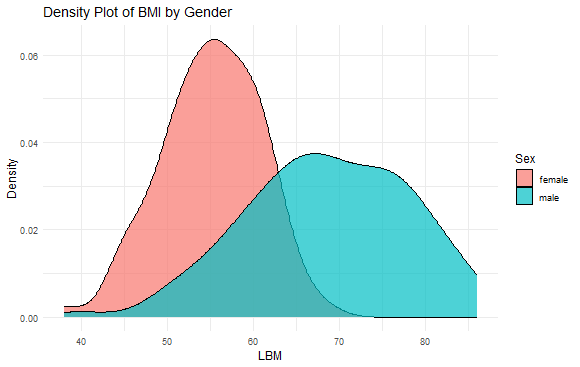 Density Plot of BMI by Gender
0.06
0.04
0.02
0.00
Density
40 50 60 70 80
LBM
Sex
female
male